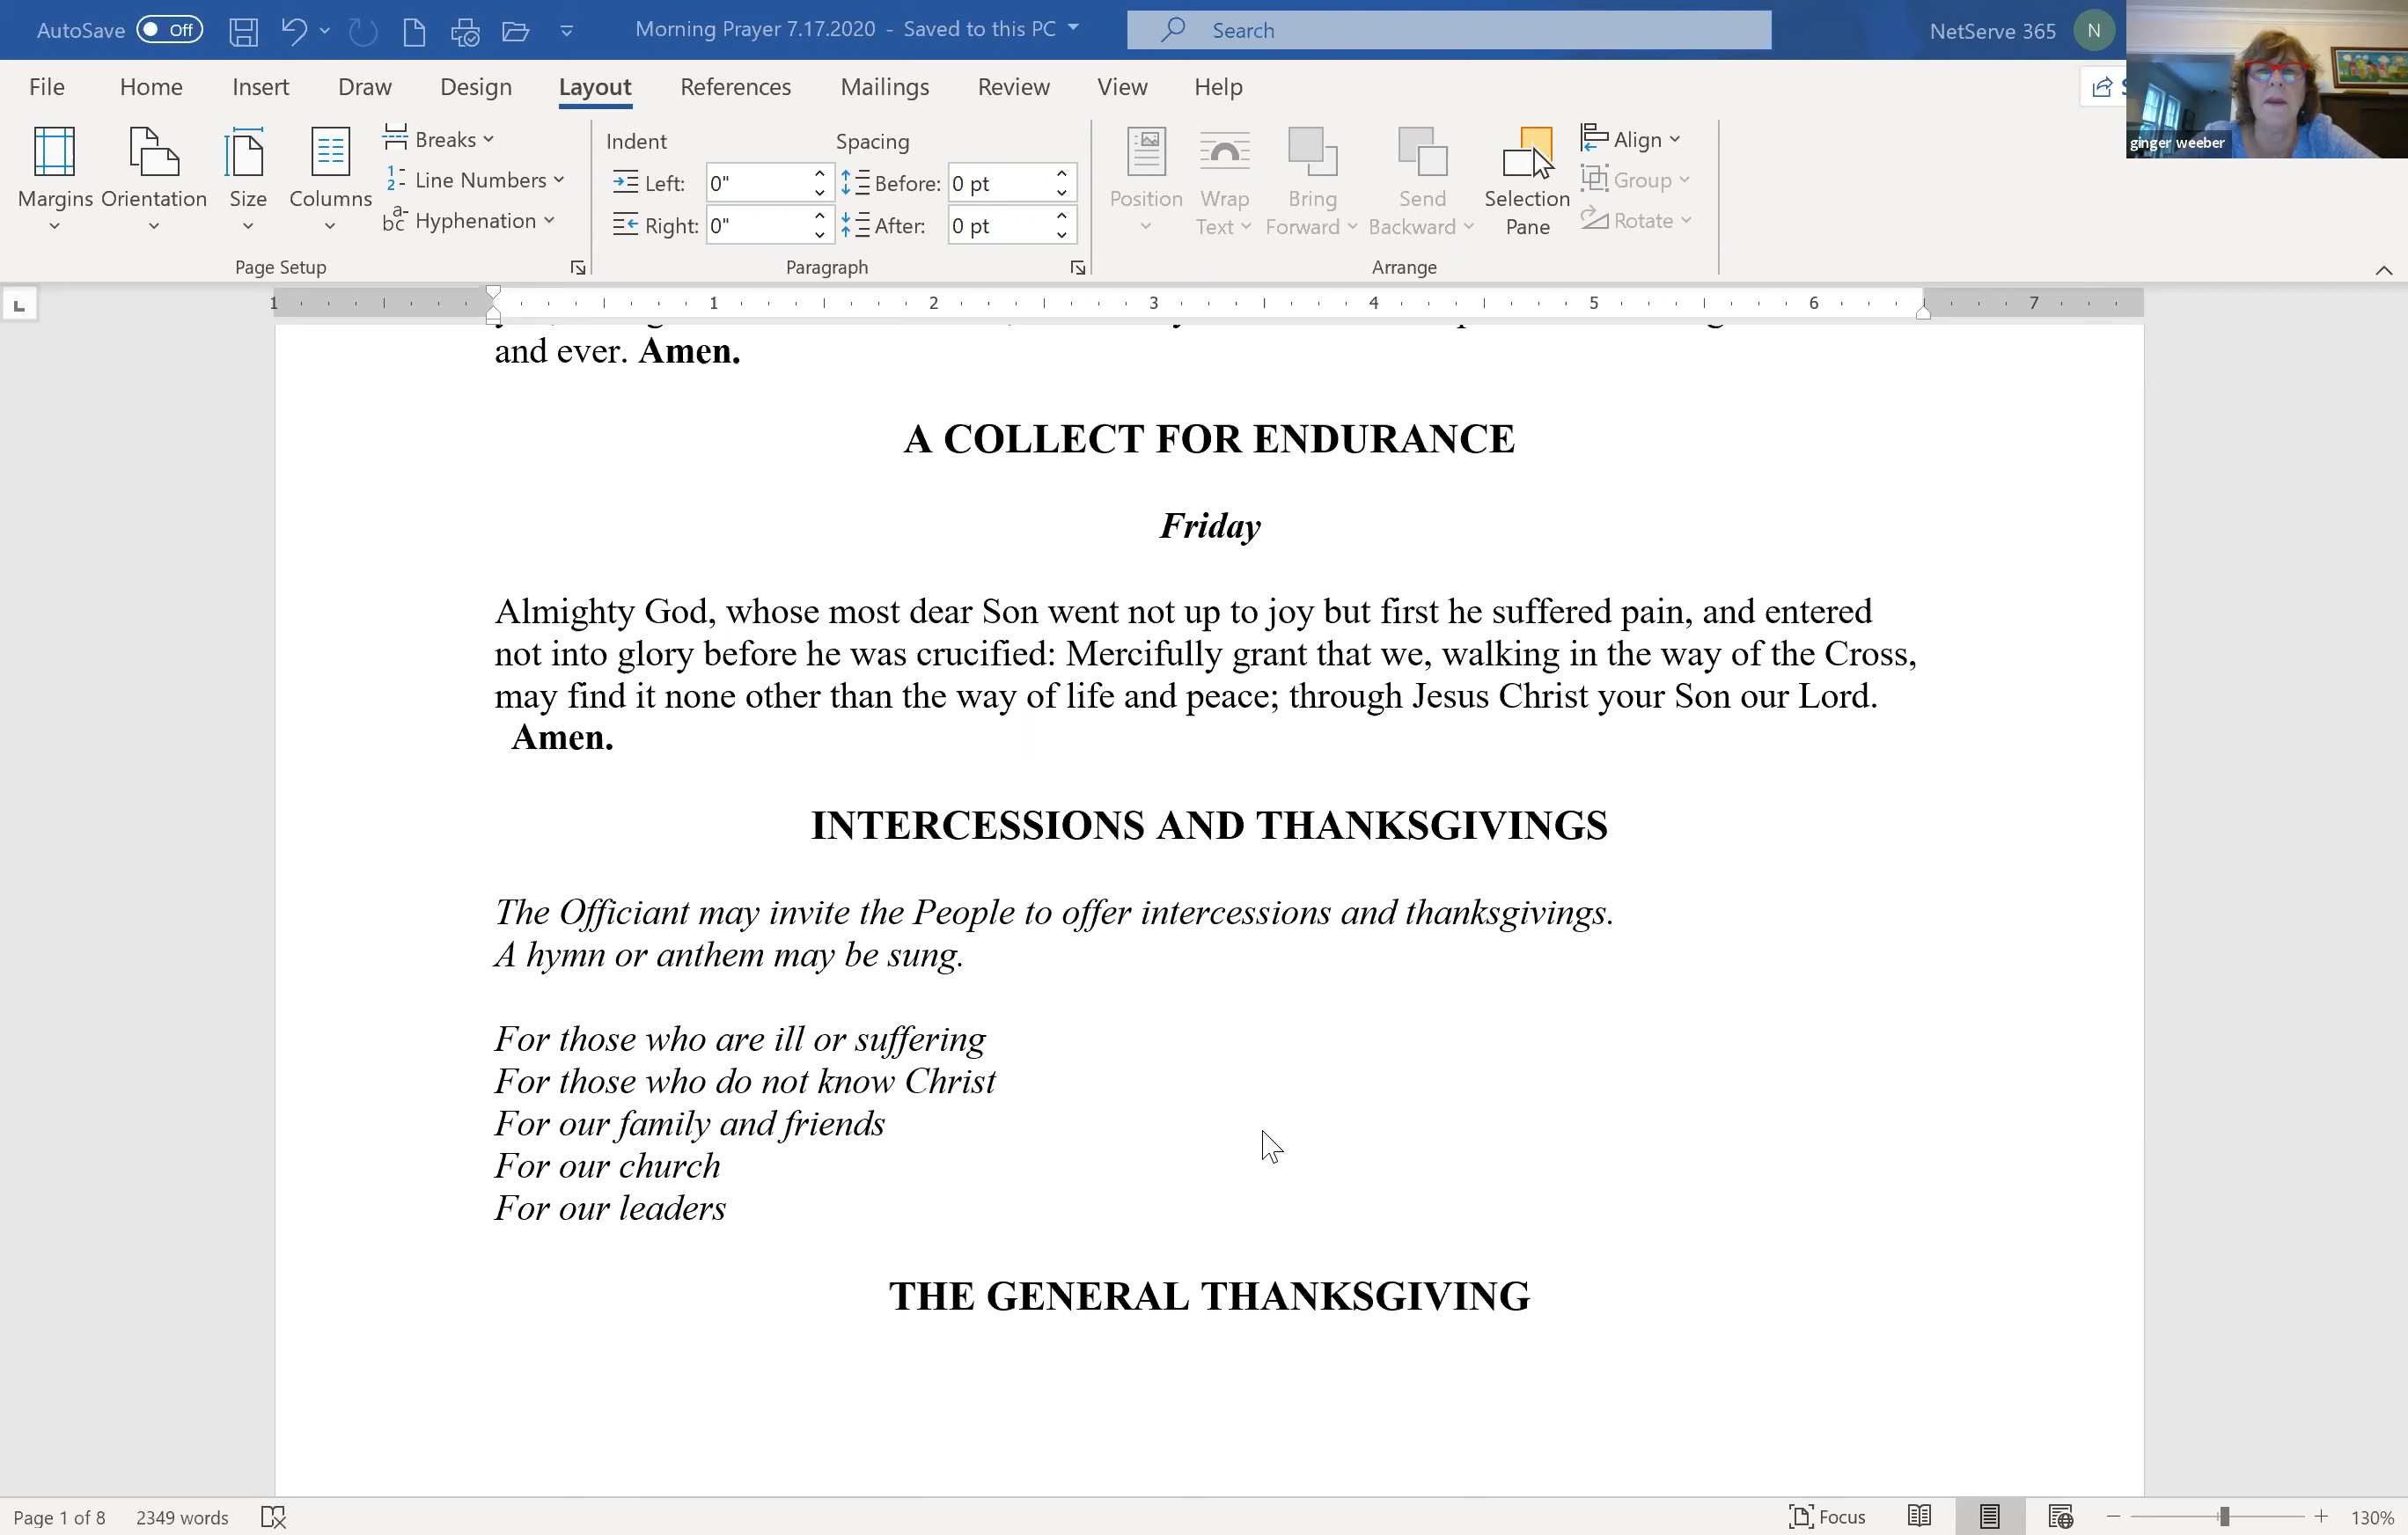 AutoSave Off Morning Prayer 7.17.2020 - Saved to this PC Search NetServe 365 N
File Home Insert Draw Design Layout References Mailings Review View Help
ginger weeber
Margins Orientation Size Columns
Breaks
Line Numbers
Hyphenation
Page Setup
Indent Spacing
Left: 0" Before: 0 pt
Right: 0" After: 0 pt
Paragraph
Position Wrap Text Bring Forward Send Backward Selection Pane
Align
Group
Rotate
Arrange
1 1 2 3 4 5 6 7
and ever. Amen.
A COLLECT FOR ENDURANCE
Friday
Almighty God, whose most dear Son went not up to joy but first he suffered pain, and entered
not into glory before he was crucified: Mercifully grant that we, walking in the way of the Cross,
may find it none other than the way of life and peace; through Jesus Christ your Son our Lord.
Amen.
INTERCESSIONS AND THANKSGIVINGS
The Officiant may invite the People to offer intercessions and thanksgivings.
A hymn or anthem may be sung.
For those who are ill or suffering
For those who do not know Christ
For our family and friends
For our church
For our leaders
THE GENERAL THANKSGIVING
Page 1 of 8 2349 words Focus 130%